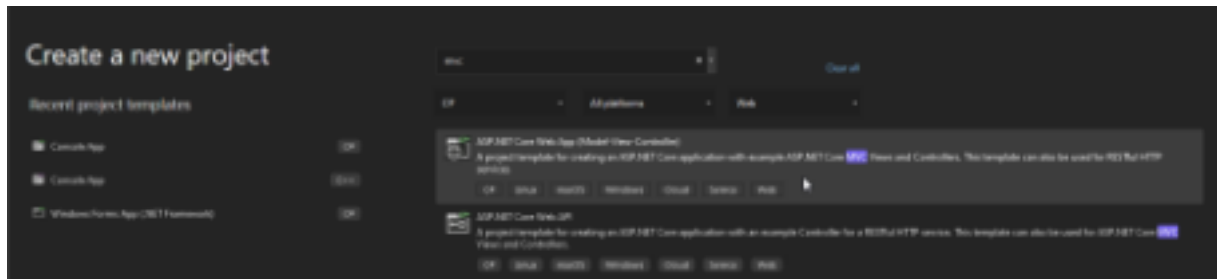 Create a new project
mvc
Clear all
Recent project templates
C#
All platforms
Web
Console App
C#
Console App
C++
Windows Forms App (.NET Framework)
C#
ASP.NET Core Web App (Model-View-Controller)
A project template for creating an ASP.NET Core application with example ASP.NET Core MVC Views and Controllers. This template can also be used for RESTful HTTP
services.
C# Linux macOS Windows Cloud Service Web
ASP.NET Core Web API
A project template for creating an ASP.NET Core application with an example Controller for a RESTful HTTP service. This template can also be used for ASP.NET Core MVC
Views and Controllers.
C# Linux macOS Windows Cloud Service Web